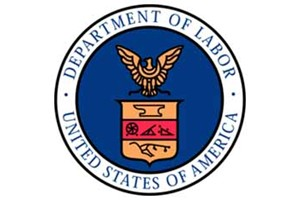 DEPARTMENT OF LABOR
UNITED STATES OF AMERICA